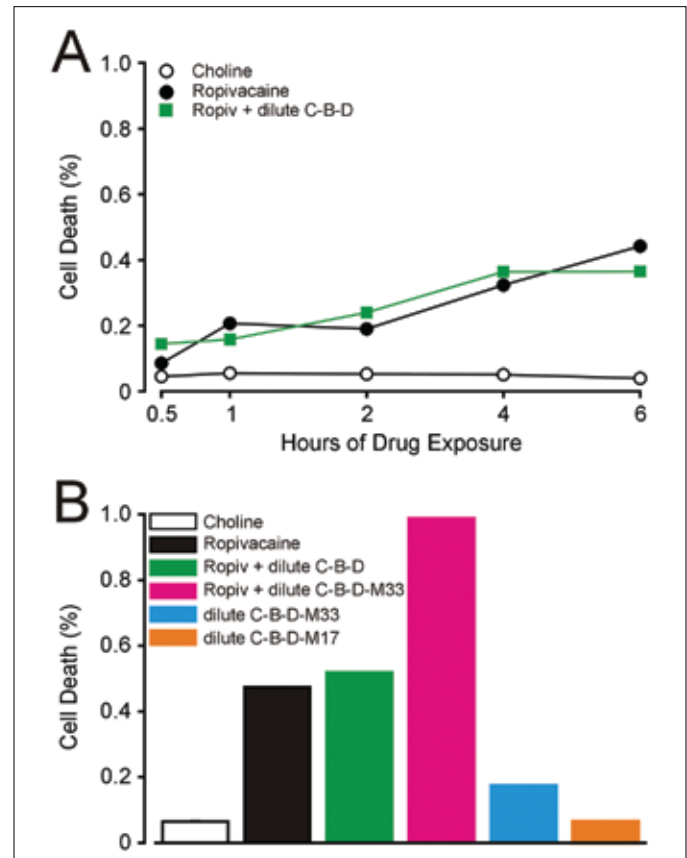 A
1.0
Choline
Ropivacaine
Ropiv + dilute C-B-D
0.8
0.6
0.4
0.2
0
Cell Death (%)
0.5 1 2 4 6
Hours of Drug Exposure
B
1.0
Choline
Ropivacaine
Ropiv + dilute C-B-D
Ropiv + dilute C-B-D-M33
dilute C-B-D-M33
dilute C-B-D-M17
0.8
0.6
0.4
0.2
0
Cell Death (%)